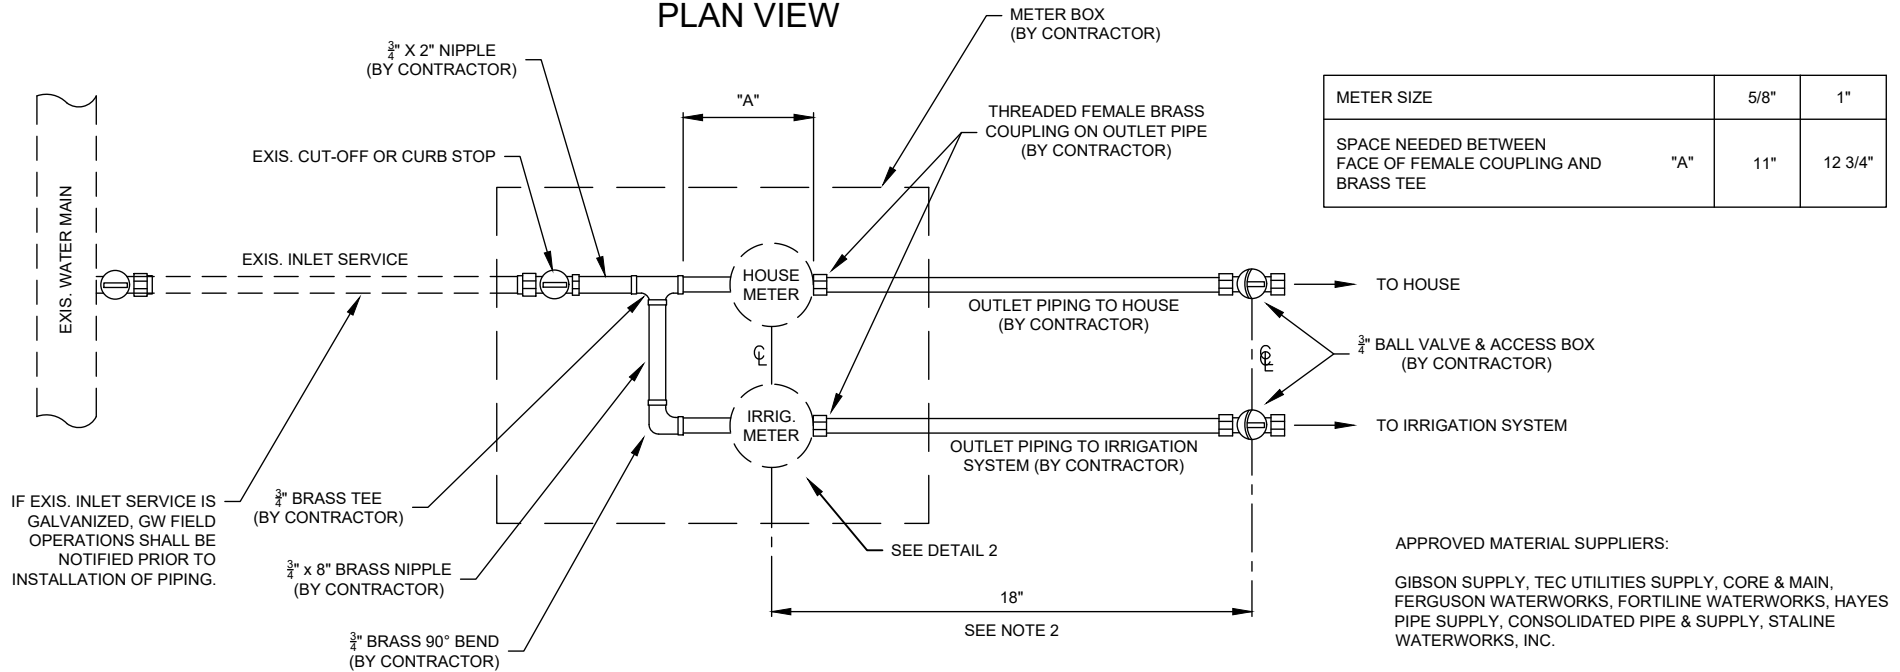 PLAN VIEW
METER BOX
(BY CONTRACTOR)
3/4" X 2" NIPPLE
(BY CONTRACTOR)
"A"
THREADED FEMALE BRASS
COUPLING ON OUTLET PIPE
(BY CONTRACTOR)
METER SIZE 5/8" 1"
SPACE NEEDED BETWEEN
FACE OF FEMALE COUPLING AND "A" 11" 12 3/4"
BRASS TEE
EXIS. CUT-OFF OR CURB STOP
EXIS. WATER MAIN
EXIS. INLET SERVICE
HOUSE
METER
OUTLET PIPING TO HOUSE
(BY CONTRACTOR)
TO HOUSE
℄
℄
3/4" BALL VALVE & ACCESS BOX
(BY CONTRACTOR)
IRRIG.
METER
OUTLET PIPING TO IRRIGATION
SYSTEM (BY CONTRACTOR)
TO IRRIGATION SYSTEM
IF EXIS. INLET SERVICE IS
GALVANIZED, GW FIELD
OPERATIONS SHALL BE
NOTIFIED PRIOR TO
INSTALLATION OF PIPING.
3/4" BRASS TEE
(BY CONTRACTOR)
3/4" x 8" BRASS NIPPLE
(BY CONTRACTOR)
3/4" BRASS 90° BEND
(BY CONTRACTOR)
SEE DETAIL 2
18"
SEE NOTE 2
APPROVED MATERIAL SUPPLIERS:
GIBSON SUPPLY, TEC UTILITIES SUPPLY, CORE & MAIN,
FERGUSON WATERWORKS, FORTILINE WATERWORKS, HAYES
PIPE SUPPLY, CONSOLIDATED PIPE & SUPPLY, STALINE
WATERWORKS, INC.